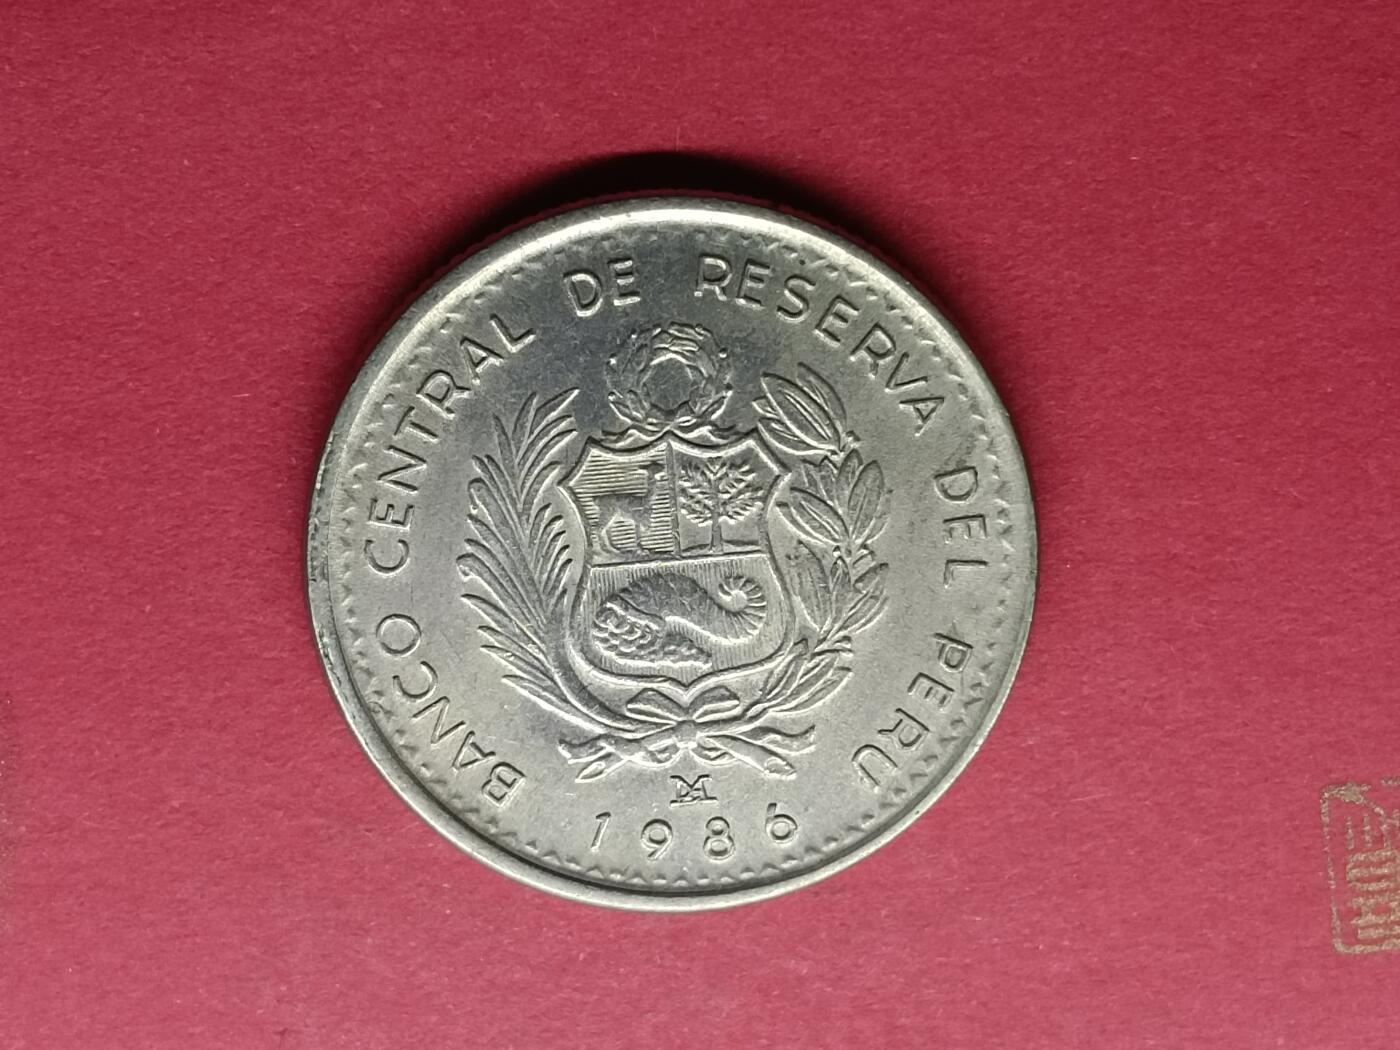 BANCO CENTRAL DE RESERVA DEL PERU
1986